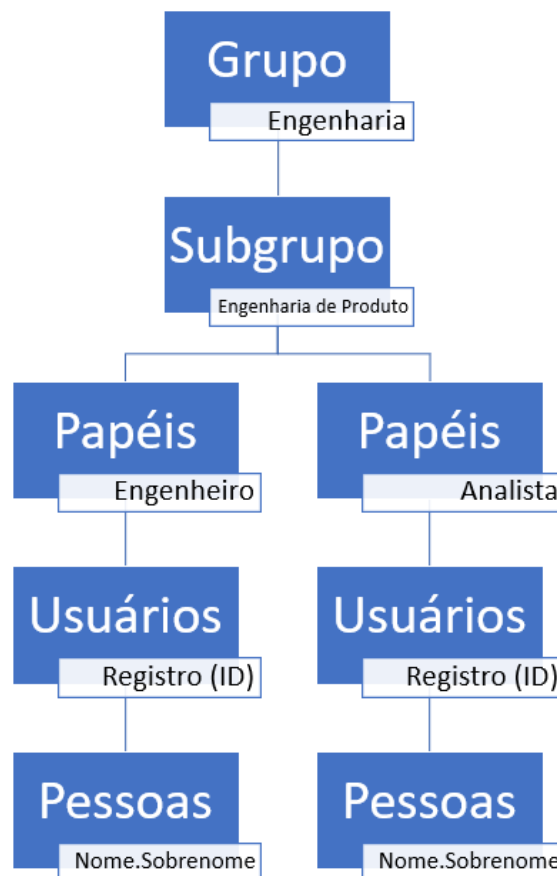 Grupo
Engenharia
Subgrupo
Engenharia de Produto
Papéis
Engenheiro
Papéis
Analista
Usuários
Registro (ID)
Usuários
Registro (ID)
Pessoas
Nome.Sobrenome
Pessoas
Nome.Sobrenome